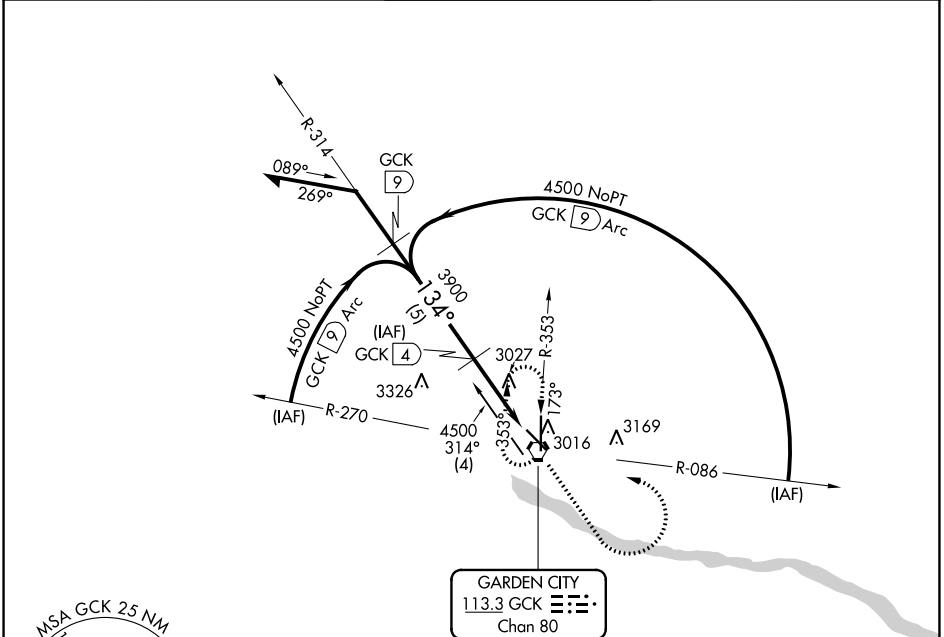 R-314
089°
269°
GCK
9
4500 NoPT
GCK 9 Arc
4500 NoPT
GCK 9 Arc
3900
134°
(5)
(IAF)
GCK 4
3027
R-353
3326
(IAF)
R-270
173°
4500
314°
(4)
353°
3016
3169
R-086
(IAF)
GARDEN CITY
113.3 GCK
Chan 80
MSA GCK 25 NM